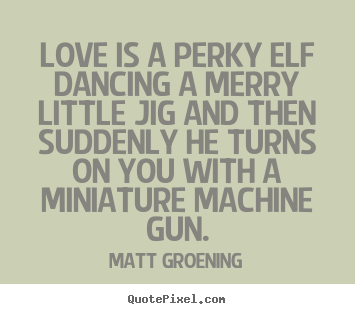 LOVE IS A PERKY ELF
DANCING A MERRY
LITTLE JIG AND THEN
SUDDENLY HE TURNS
ON YOU WITH A
MINIATURE MACHINE
GUN.
MATT GROENING
QuotePixel.com